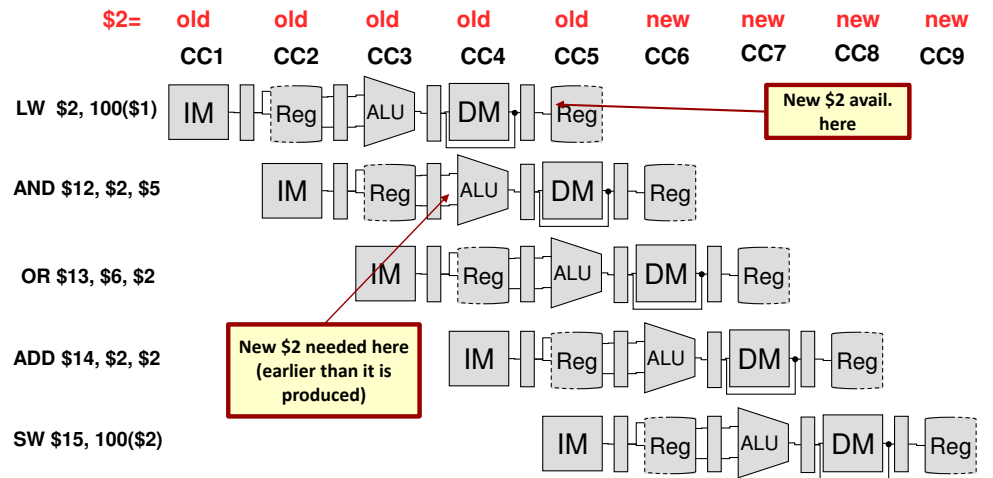 $2= old old old old old new new new new
CC1 CC2 CC3 CC4 CC5 CC6 CC7 CC8 CC9
LW $2, 100($1) IM Reg ALU DM Reg
New $2 avail.
here
AND $12, $2, $5 IM Reg ALU DM Reg
OR $13, $6, $2 IM Reg ALU DM Reg
New $2 needed here
(earlier than it is
produced)
ADD $14, $2, $2 IM Reg ALU DM Reg
SW $15, 100($2) IM Reg ALU DM Reg